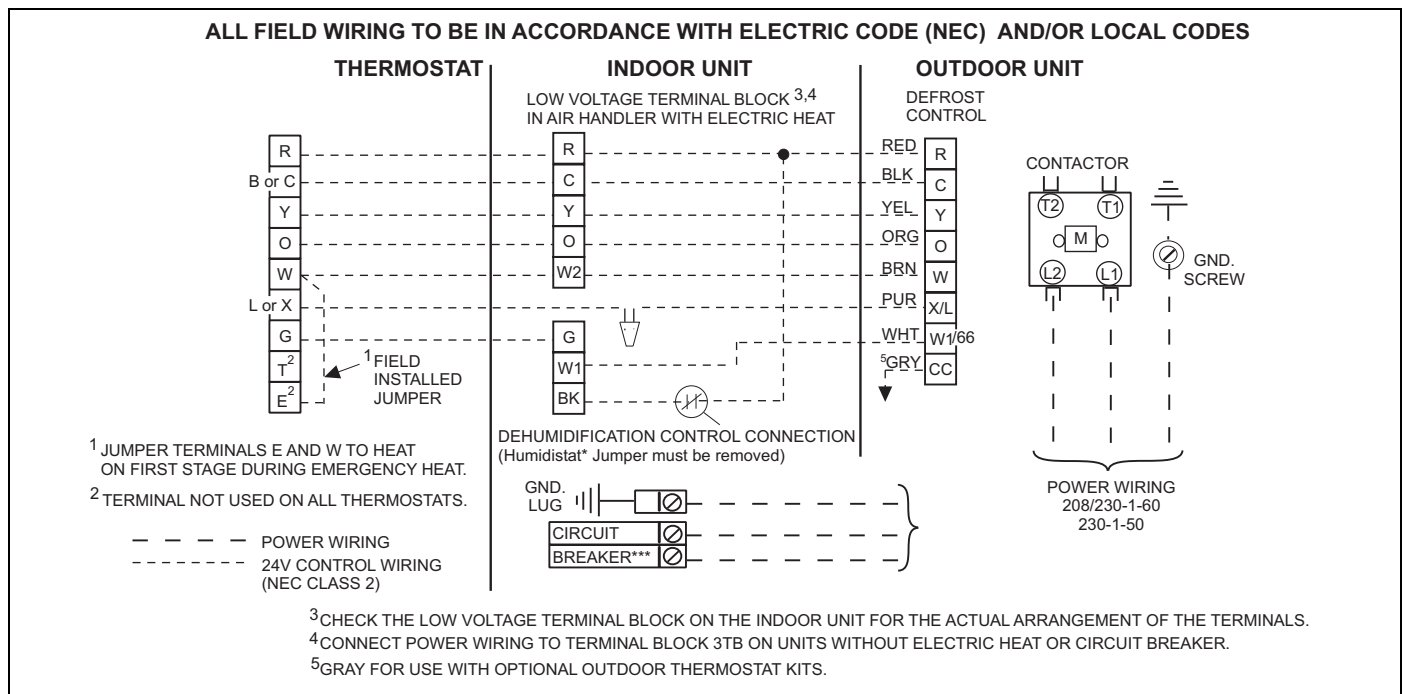 ALL FIELD WIRING TO BE IN ACCORDANCE WITH ELECTRIC CODE (NEC) AND/OR LOCAL CODES
THERMOSTAT
R
B or C
Y
O
W
L or X
G
T2
E2
1 FIELD
INSTALLED
JUMPER
1 JUMPER TERMINALS E AND W TO HEAT
ON FIRST STAGE DURING EMERGENCY HEAT.
2 TERMINAL NOT USED ON ALL THERMOSTATS.
POWER WIRING
24V CONTROL WIRING
(NEC CLASS 2)
INDOOR UNIT
LOW VOLTAGE TERMINAL BLOCK 3,4
IN AIR HANDLER WITH ELECTRIC HEAT
R
C
Y
O
W2
G
W1
BK
DEHUMIDIFICATION CONTROL CONNECTION
(Humidistat* Jumper must be removed)
GND.
LUG
CIRCUIT
BREAKER***
OUTDOOR UNIT
DEFROST
CONTROL
RED R
BLK C
YEL Y
ORG O
BRN W
PUR X/L
WHT W1/66
5GRY CC
CONTACTOR
T2 T1
M
L2 L1
GND.
SCREW
POWER WIRING
208/230-1-60
230-1-50
3CHECK THE LOW VOLTAGE TERMINAL BLOCK ON THE INDOOR UNIT FOR THE ACTUAL ARRANGEMENT OF THE TERMINALS.
4CONNECT POWER WIRING TO TERMINAL BLOCK 3TB ON UNITS WITHOUT ELECTRIC HEAT OR CIRCUIT BREAKER.
5GRAY FOR USE WITH OPTIONAL OUTDOOR THERMOSTAT KITS.